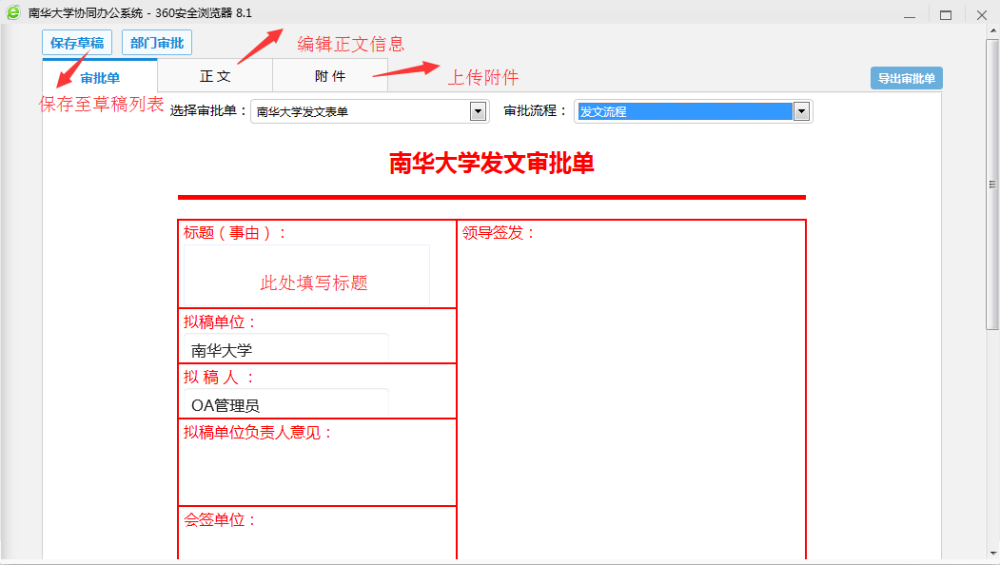 南华大学协同办公系统 - 360安全浏览器 8.1
保存草稿 部门审批
编辑正文信息
审批单 正 文 附 件
上传附件
导出审批单
保存至草稿列表
选择审批单： 南华大学发文表单 审批流程： 发文流程
南华大学发文审批单
标题（事由）：
领导签发：
此处填写标题
拟稿单位：
南华大学
拟 稿 人 ：
OA管理员
拟稿单位负责人意见：
会签单位：